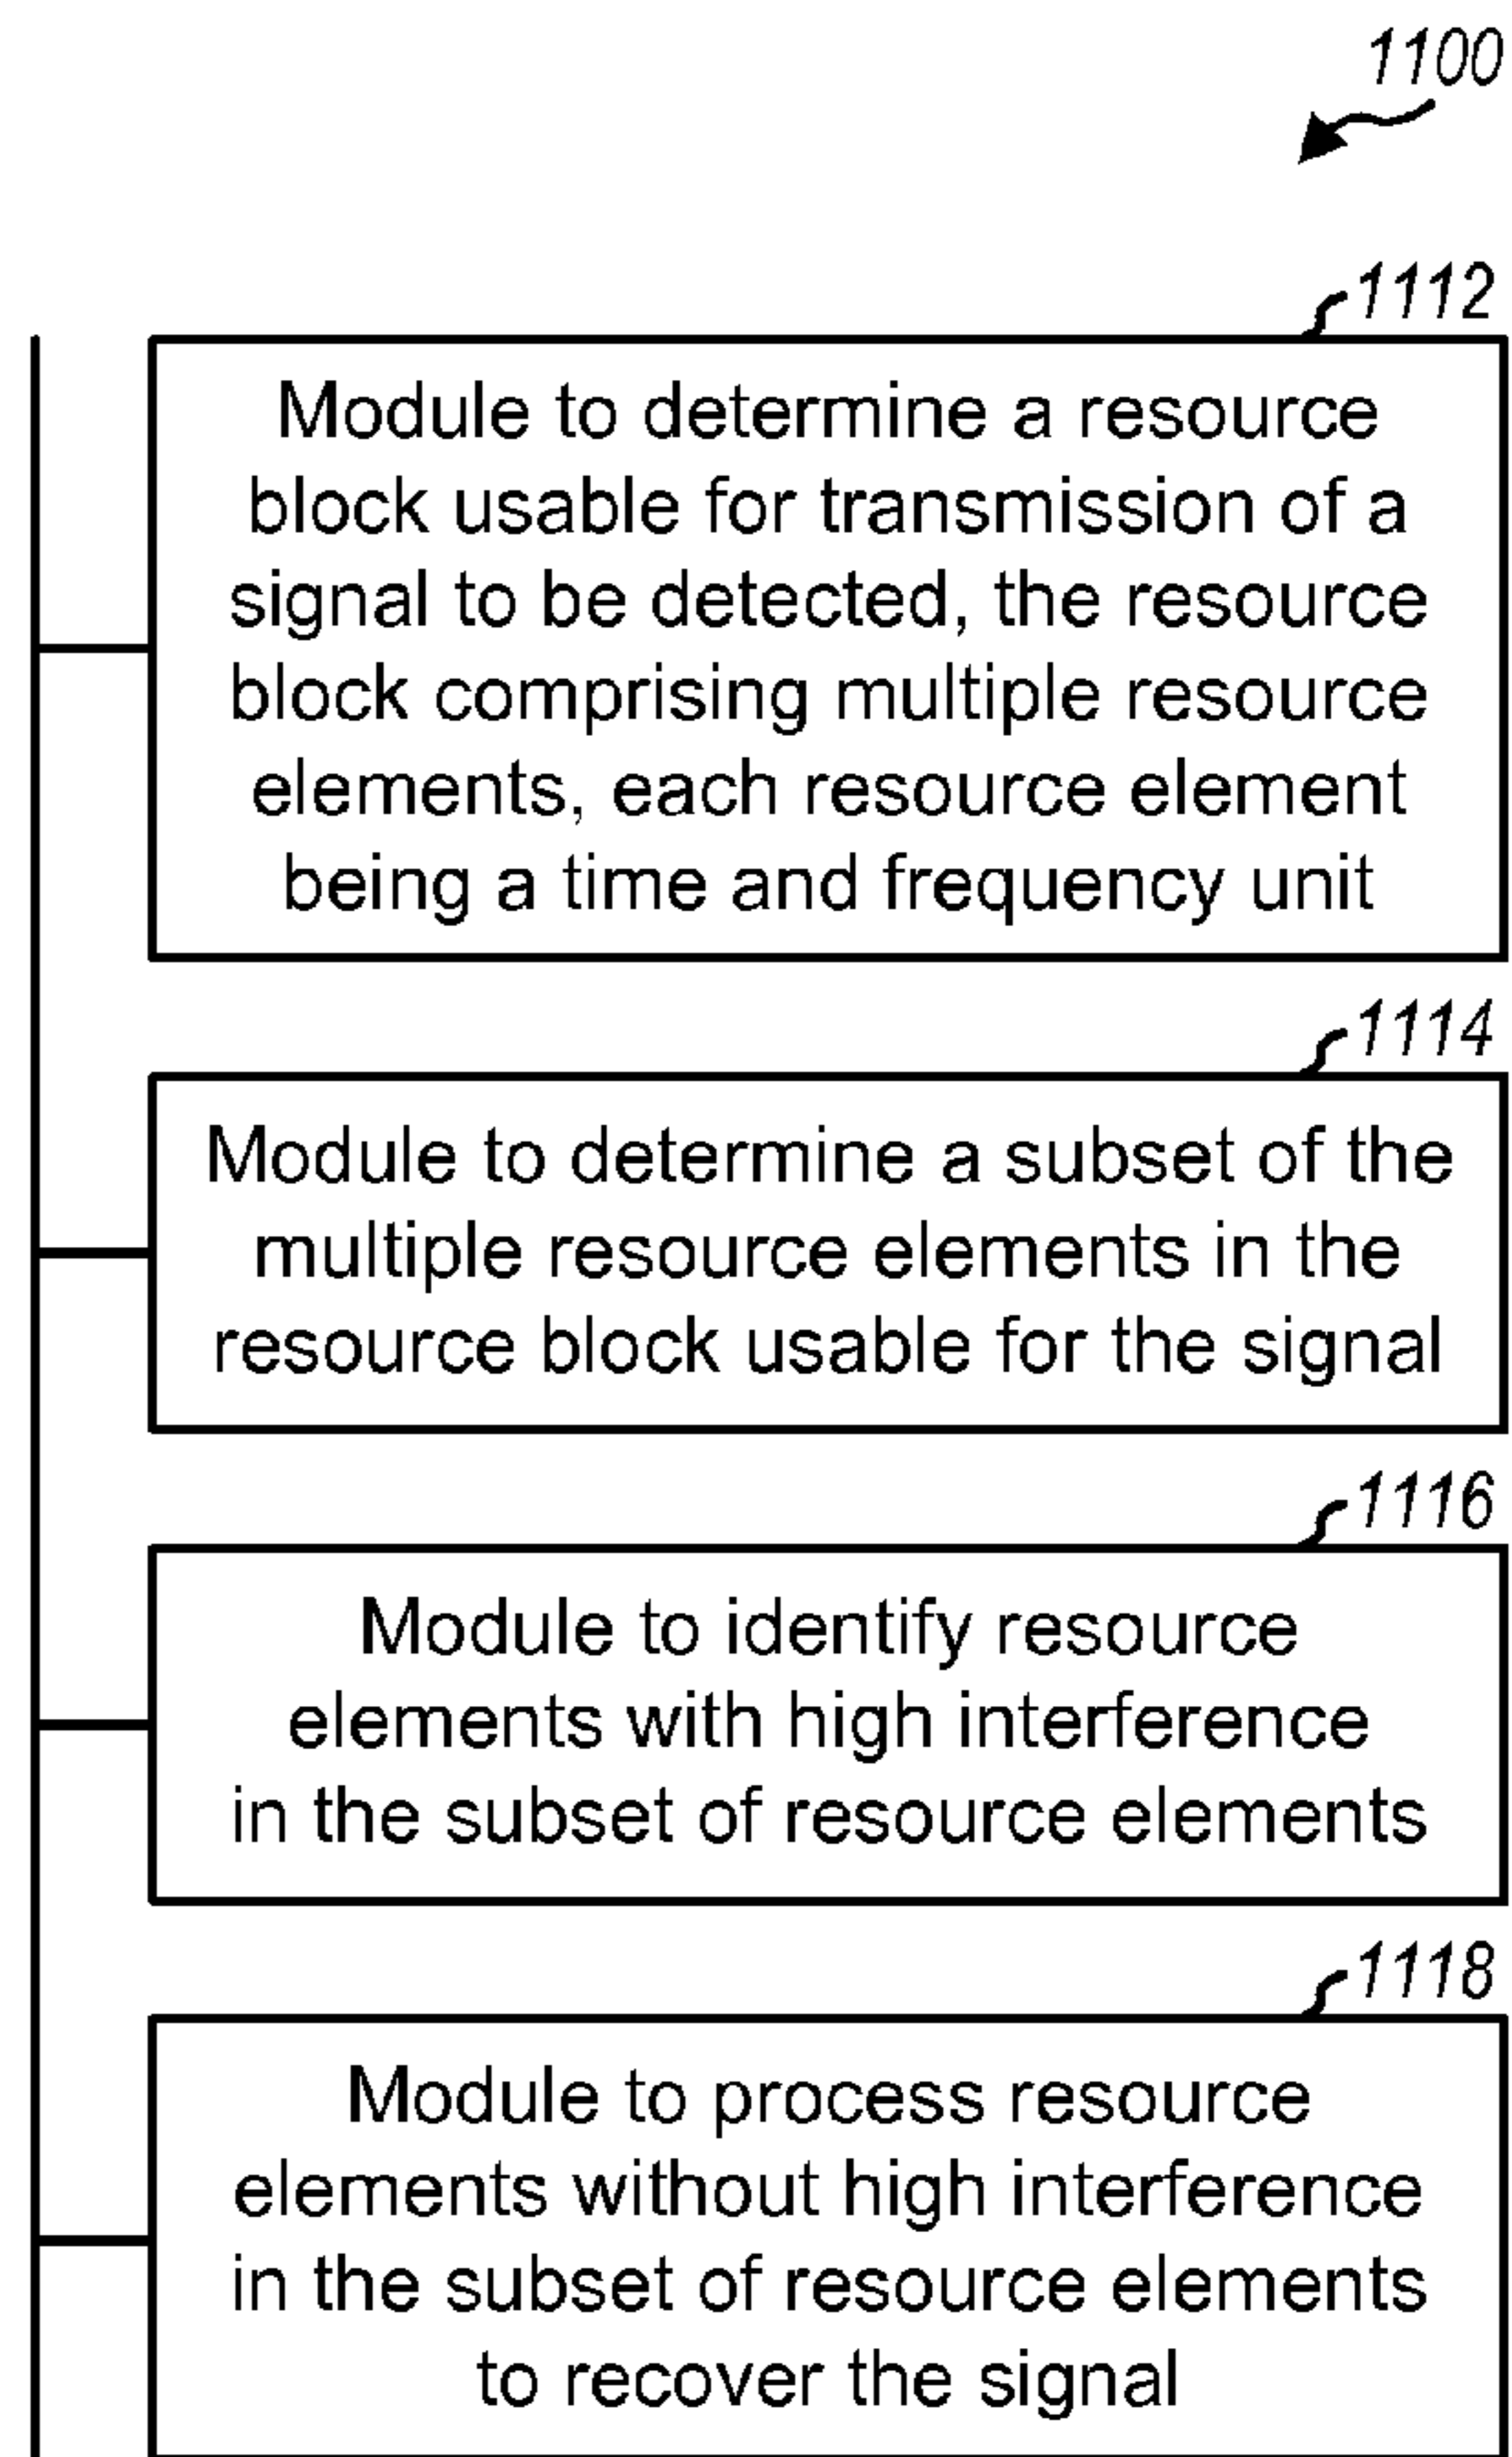 1100
1112
Module to determine a resource
block usable for transmission of a
signal to be detected, the resource
block comprising multiple resource
elements, each resource element
being a time and frequency unit
1114
Module to determine a subset of the
multiple resource elements in the
resource block usable for the signal
1116
Module to identify resource
elements with high interference
in the subset of resource elements
1118
Module to process resource
elements without high interference
in the subset of resource elements
to recover the signal